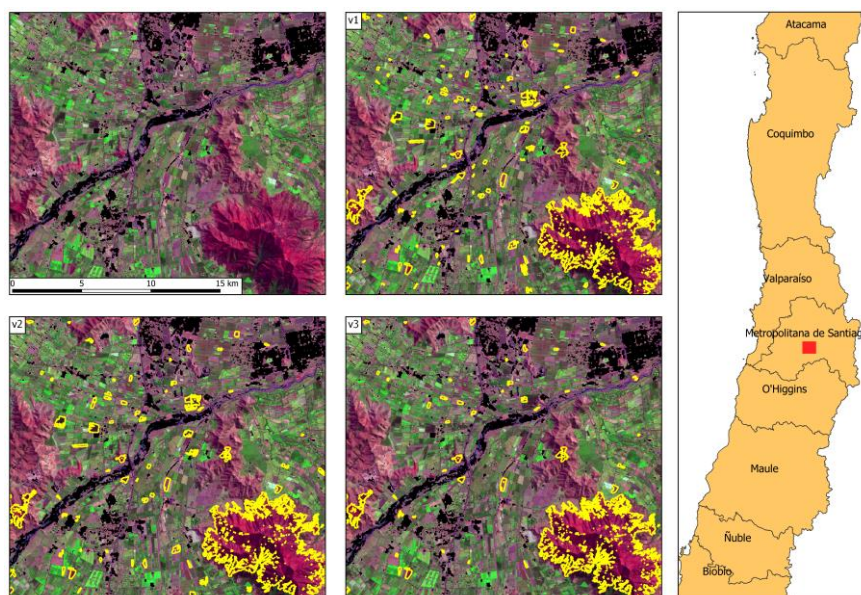 v1
0 5 10 15 km
v2
v3
Atacama
Coquimbo
Valparaíso
Metropolitana de Santiag
O'Higgins
Maule
Ñuble
Biobío